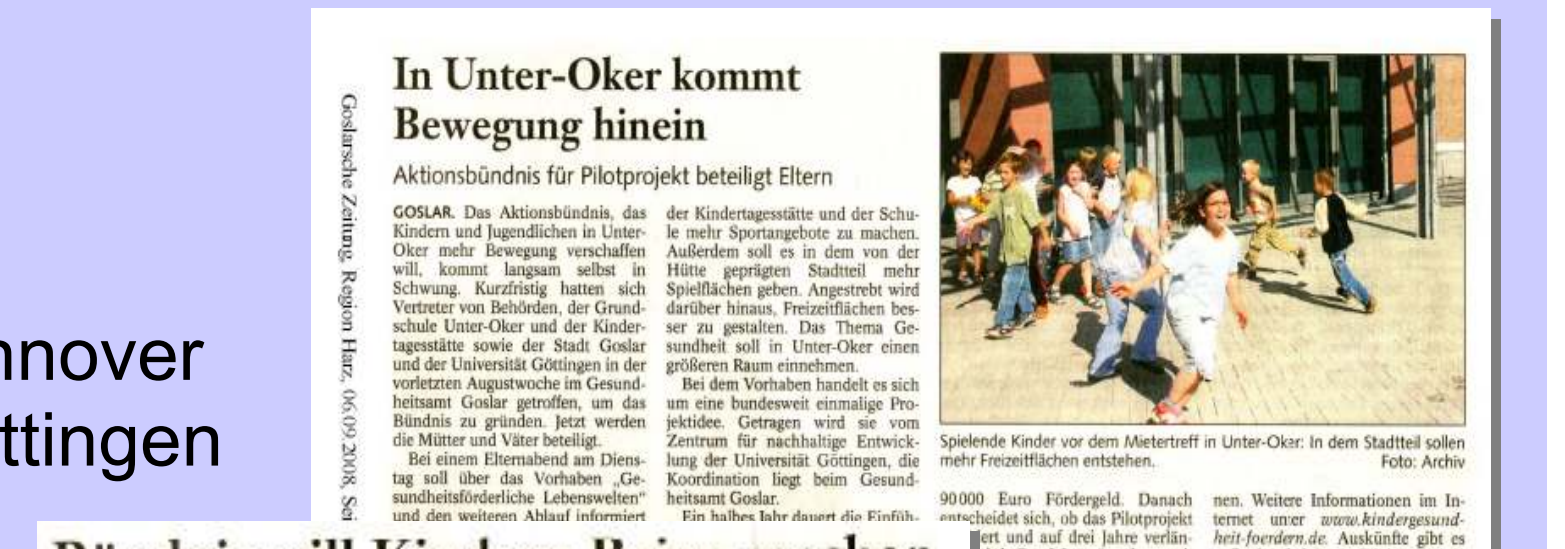 In Unter-Oker kommt
Bewegung hinein
Aktionsbündnis für Pilotprojekt beteiligt Eltern
GOSLAR. Das Aktionsbündnis, das
Kindern und Jugendlichen in Unter-
Oker mehr Bewegung verschaffen
will, kommt langsam selbst in
Schwung. Kurzfristig hatten sich
Vertreter von Behörden, der Grund-
schule Unter-Oker und der Kinder-
tagesstätte sowie der Stadt Goslar
und der Universität Göttingen in der
vorletzten Augustwoche im Gesund-
heitsamt Goslar getroffen, um das
Bündnis zu gründen. Jetzt werden
die Mütter und Väter beteiligt.
Bei einem Elternabend am Diens-
tag soll über das Vorhaben „Ge-
sundheitsförderliche Lebenswelten“
und den weiteren Ablauf informiert
der Kindertagesstätte und der Schu-
le mehr Sportangebote zu machen.
Außerdem soll es in dem von der
Hütte geprägten Stadtteil mehr
Spielflächen geben. Angestrebt wird
darüber hinaus, Freizeitflächen bes-
ser zu gestalten. Das Thema Ge-
sundheit soll in Unter-Oker einen
größeren Raum einnehmen.
Bei dem Vorhaben handelt es sich
um eine bundesweit einmalige Pro-
jektidee. Getragen wird sie vom
Zentrum für nachhaltige Entwick-
lung der Universität Göttingen, die
Koordination liegt beim Gesund-
heitsamt Goslar.
Ein halbes Jahr dauert die Einfüh-
Spielende Kinder vor dem Mietertreff in Unter-Oker: In dem Stadtteil sollen
mehr Freizeitflächen entstehen. Foto: Archiv
90 000 Euro Fördergeld. Danach
entscheidet sich, ob das Pilotprojekt
ert und auf drei Jahre verlän-
nen. Weitere Informationen im In-
ternet unter www.kindergesund-
heit-foerdern.de. Auskünfte gibt es
Goslarsche Zeitung, Region Harz, 06.09.2008, Sei
nnover
ttingen